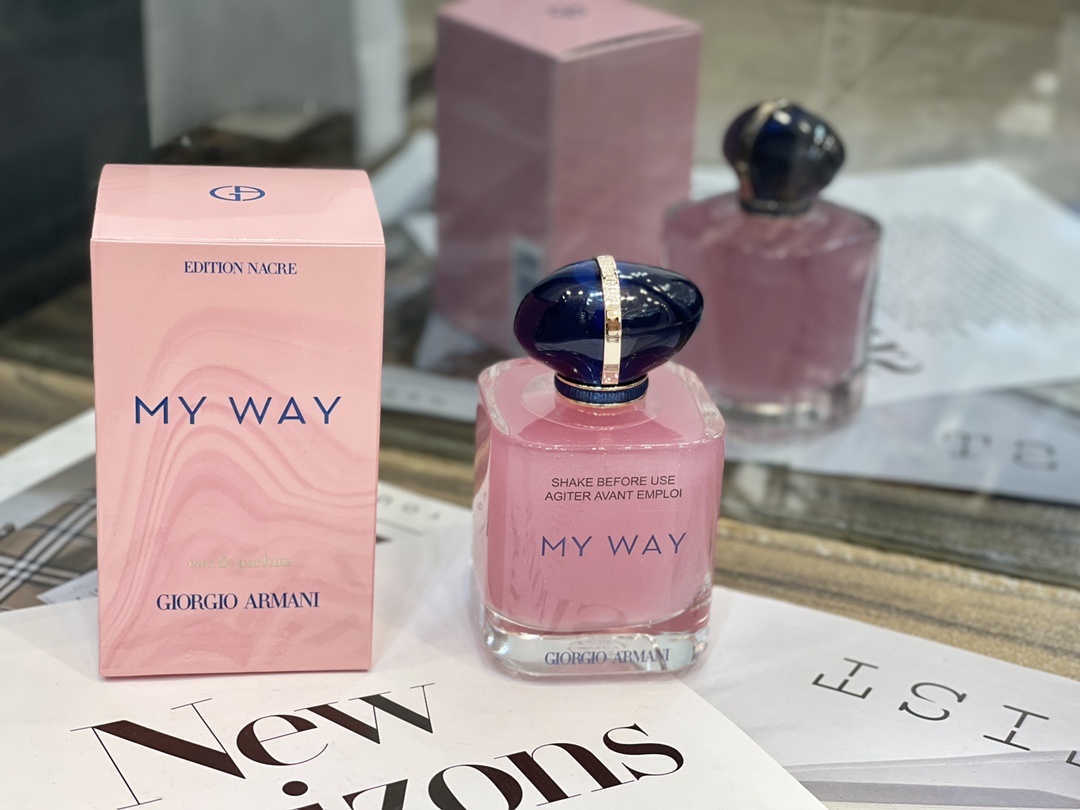 EDITION NACRE
MY WAY
eau de parfum
GIORGIO ARMANI
SHAKE BEFORE USE
AGITER AVANT EMPLOI
MY WAY
GIORGIO ARMANI
New